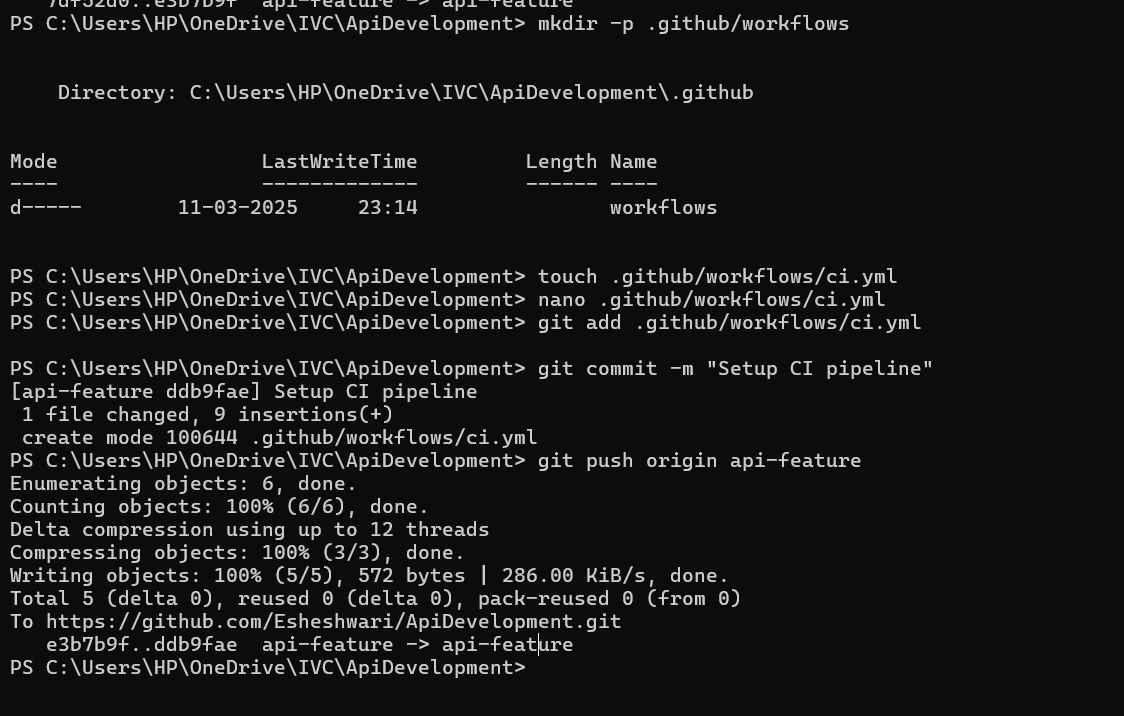 7df52d0..e3b7b9f  api-feature -> api-feature
PS C:\Users\HP\OneDrive\IVC\ApiDevelopment> mkdir -p .github/workflows
    Directory: C:\Users\HP\OneDrive\IVC\ApiDevelopment\.github
Mode                 LastWriteTime         Length Name
----                 -------------         ------ ----
d-----        11-03-2025     23:14                workflows
PS C:\Users\HP\OneDrive\IVC\ApiDevelopment> touch .github/workflows/ci.yml
PS C:\Users\HP\OneDrive\IVC\ApiDevelopment> nano .github/workflows/ci.yml
PS C:\Users\HP\OneDrive\IVC\ApiDevelopment> git add .github/workflows/ci.yml
PS C:\Users\HP\OneDrive\IVC\ApiDevelopment> git commit -m "Setup CI pipeline"
[api-feature ddb9fae] Setup CI pipeline
 1 file changed, 9 insertions(+)
 create mode 100644 .github/workflows/ci.yml
PS C:\Users\HP\OneDrive\IVC\ApiDevelopment> git push origin api-feature
Enumerating objects: 6, done.
Counting objects: 100% (6/6), done.
Delta compression using up to 12 threads
Compressing objects: 100% (3/3), done.
Writing objects: 100% (5/5), 572 bytes | 286.00 KiB/s, done.
Total 5 (delta 0), reused 0 (delta 0), pack-reused 0 (from 0)
To https://github.com/Esheshwari/ApiDevelopment.git
   e3b7b9f..ddb9fae  api-feature -> api-feature
PS C:\Users\HP\OneDrive\IVC\ApiDevelopment>